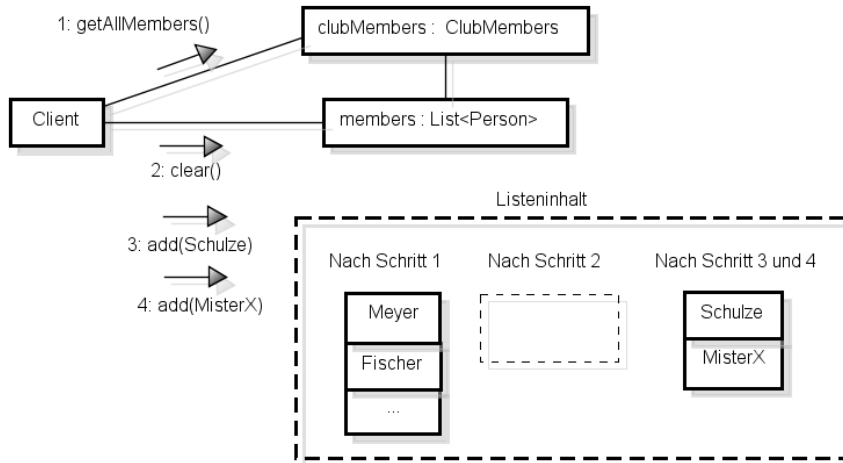 1: getAllMembers()
clubMembers : ClubMembers
Client
members : List<Person>
2: clear()
3: add(Schulze)
4: add(MisterX)
Listeninhalt
Nach Schritt 1
Nach Schritt 2
Nach Schritt 3 und 4
Meyer
Fischer
...
Schulze
MisterX